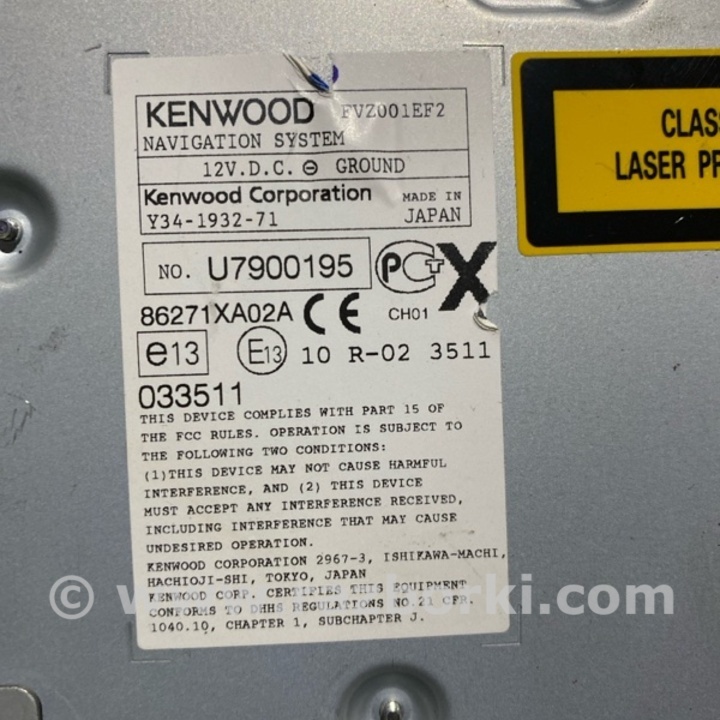 KENWOOD FVZ001EF2
NAVIGATION SYSTEM
12V.D.C. ⊖ GROUND
Kenwood Corporation MADE IN
Y34-1932-71 JAPAN
NO. U7900195 PCT X
86271XA02A CE CH01
e13 E13 10 R-02 3511
033511
THIS DEVICE COMPLIES WITH PART 15 OF
THE FCC RULES. OPERATION IS SUBJECT TO
THE FOLLOWING TWO CONDITIONS:
(1)THIS DEVICE MAY NOT CAUSE HARMFUL
INTERFERENCE, AND (2) THIS DEVICE
MUST ACCEPT ANY INTERFERENCE RECEIVED,
INCLUDING INTERFERENCE THAT MAY CAUSE
UNDESIRED OPERATION.
KENWOOD CORPORATION 2967-3, ISHIKAWA-MACHI,
HACHIOJI-SHI, TOKYO, JAPAN
KENWOOD CORP. CERTIFIES THIS EQUIPMENT
CONFORMS TO DHHS REGULATIONS NO.21 CFR.
1040.10, CHAPTER 1, SUBCHAPTER J.
CLAS
LASER PR